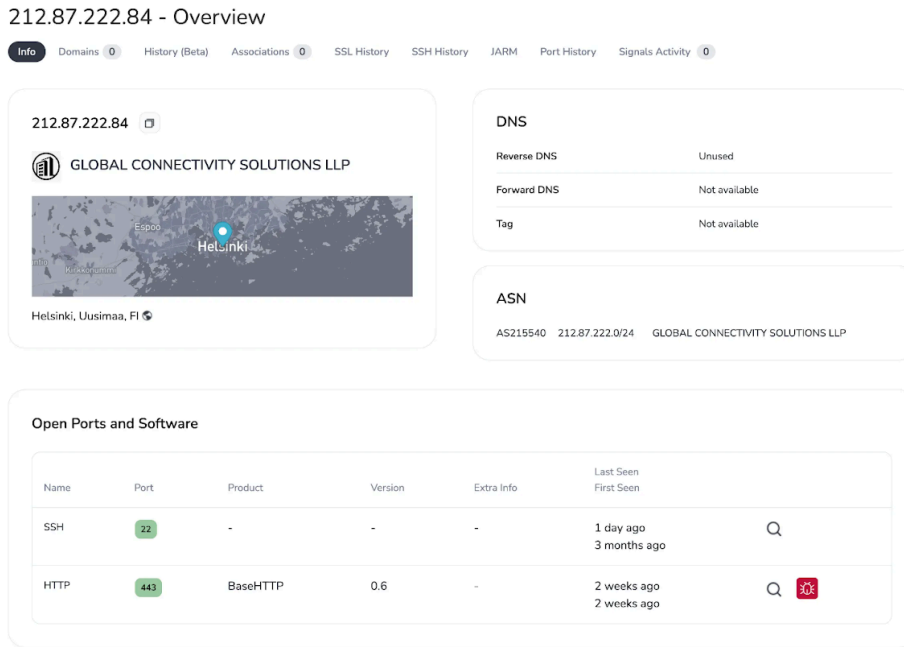 212.87.222.84 - Overview
Info Domains 0 History (Beta) Associations 0 SSL History SSH History JARM Port History Signals Activity 0
212.87.222.84
GLOBAL CONNECTIVITY SOLUTIONS LLP
Espoo
Helsinki
Kirkkonummi
Helsinki, Uusimaa, FI
DNS
Reverse DNS Unused
Forward DNS Not available
Tag Not available
ASN
AS215540 212.87.222.0/24 GLOBAL CONNECTIVITY SOLUTIONS LLP
Open Ports and Software
Name Port Product Version Extra Info Last Seen
First Seen
SSH 22 - - - 1 day ago
3 months ago
HTTP 443 BaseHTTP 0.6 - 2 weeks ago
2 weeks ago